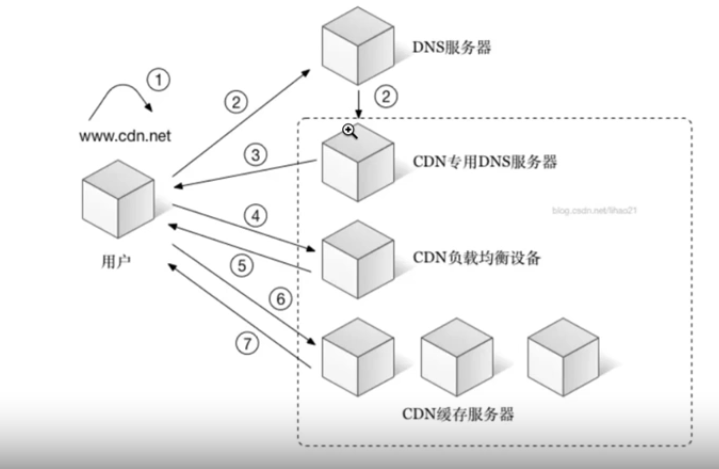 DNS服务器
①
②
②
www.cdn.net
③
CDN专用DNS服务器
blog.csdn.net/lihao21
④
用户
CDN负载均衡设备
⑤
⑥
⑦
CDN缓存服务器